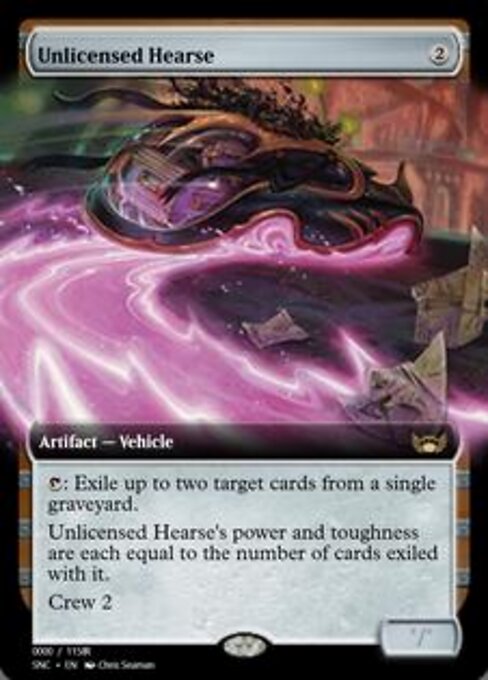 Unlicensed Hearse 2
Artifact — Vehicle
: Exile up to two target cards from a single
graveyard.
Unlicensed Hearse's power and toughness
are each equal to the number of cards exiled
with it.
Crew 2
*/*
SNC • EN Chris Seaman